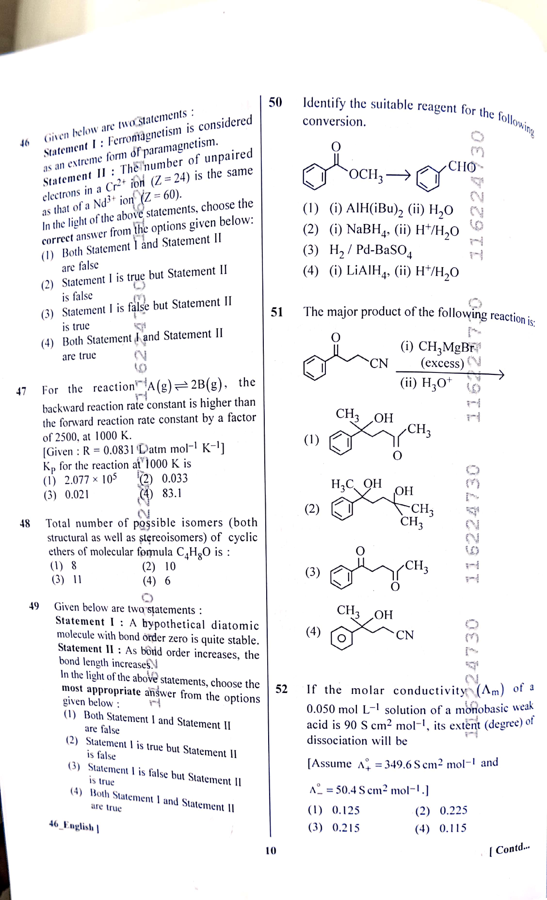 46 Given below are two statements :
Statement I : Ferromagnetism is considered
as an extreme form of paramagnetism.
Statement II : The number of unpaired
electrons in a Cr²⁺ ion (Z = 24) is the same
as that of a Nd³⁺ ion (Z = 60).
In the light of the above statements, choose the
correct answer from the options given below:
(1) Both Statement I and Statement II
are false
(2) Statement I is true but Statement II
is false
(3) Statement I is false but Statement II
is true
(4) Both Statement I and Statement II
are true
47 For the reaction A(g) ⇌ 2B(g), the
backward reaction rate constant is higher than
the forward reaction rate constant by a factor
of 2500, at 1000 K.
[Given : R = 0.0831 L atm mol⁻¹ K⁻¹]
Kₚ for the reaction at 1000 K is
(1) 2.077 × 10⁵ (2) 0.033
(3) 0.021 (4) 83.1
48 Total number of possible isomers (both
structural as well as stereoisomers) of cyclic
ethers of molecular formula C₄H₈O is :
(1) 8 (2) 10
(3) 11 (4) 6
49 Given below are two statements :
Statement I : A hypothetical diatomic
molecule with bond order zero is quite stable.
Statement II : As bond order increases, the
bond length increases.
In the light of the above statements, choose the
most appropriate answer from the options
given below :
(1) Both Statement I and Statement II
are false
(2) Statement I is true but Statement II
is false
(3) Statement I is false but Statement II
is true
(4) Both Statement I and Statement II
are true
46_English ]
50 Identify the suitable reagent for the following
conversion.
O
OCH₃ → CHO
(1) (i) AlH(iBu)₂ (ii) H₂O
(2) (i) NaBH₄, (ii) H⁺/H₂O
(3) H₂ / Pd-BaSO₄
(4) (i) LiAlH₄, (ii) H⁺/H₂O
51 The major product of the following reaction is:
O
CN
(i) CH₃MgBr
(excess)
(ii) H₃O⁺
(1) CH₃ OH CH₃ O
(2) H₃C OH OH CH₃ CH₃
(3) O CH₃ O
(4) CH₃ OH CN
52 If the molar conductivity (Λₘ) of a
0.050 mol L⁻¹ solution of a monobasic weak
acid is 90 S cm² mol⁻¹, its extent (degree) of
dissociation will be
[Assume Λ°₊ = 349.6 S cm² mol⁻¹ and
Λ°₋ = 50.4 S cm² mol⁻¹.]
(1) 0.125 (2) 0.225
(3) 0.215 (4) 0.115
10
[ Contd...
116224730
116224730
116224730